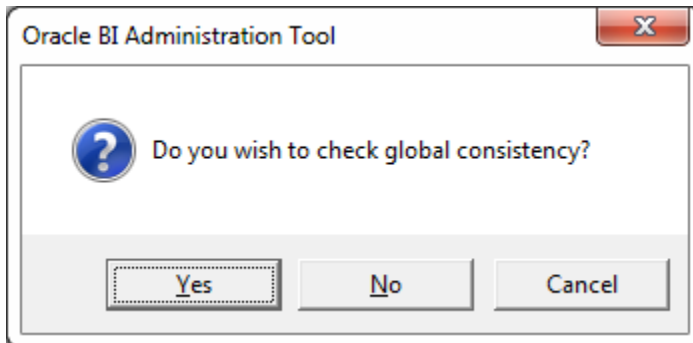 Oracle BI Administration Tool
Do you wish to check global consistency?
Yes
No
Cancel